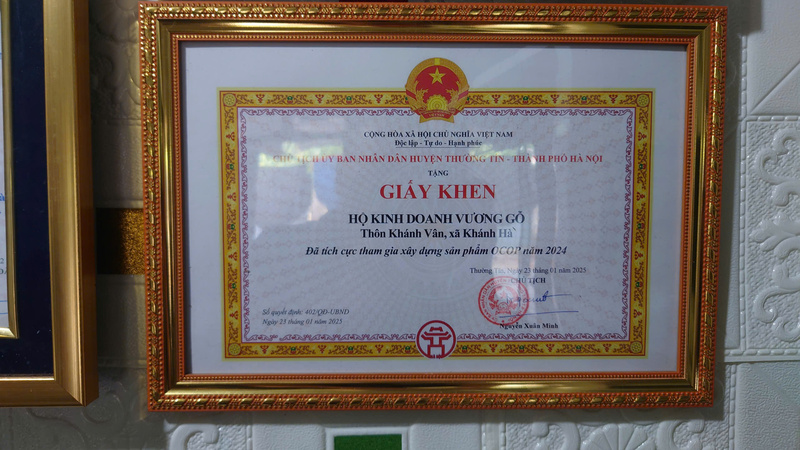 CỘNG HÒA XÃ HỘI CHỦ NGHĨA VIỆT NAM
Độc lập - Tự do - Hạnh phúc
CHỦ TỊCH ỦY BAN NHÂN DÂN HUYỆN THƯỜNG TÍN - THÀNH PHỐ HÀ NỘI
TẶNG
GIẤY KHEN
HỘ KINH DOANH VƯƠNG GỖ
Thôn Khánh Vân, xã Khánh Hà
Đã tích cực tham gia xây dựng sản phẩm OCOP năm 2024
Thường Tín, Ngày 23 tháng 01 năm 2025
CHỦ TỊCH
Số quyết định: 402/QĐ-UBND
Ngày 23 tháng 01 năm 2025
Nguyễn Xuân Minh